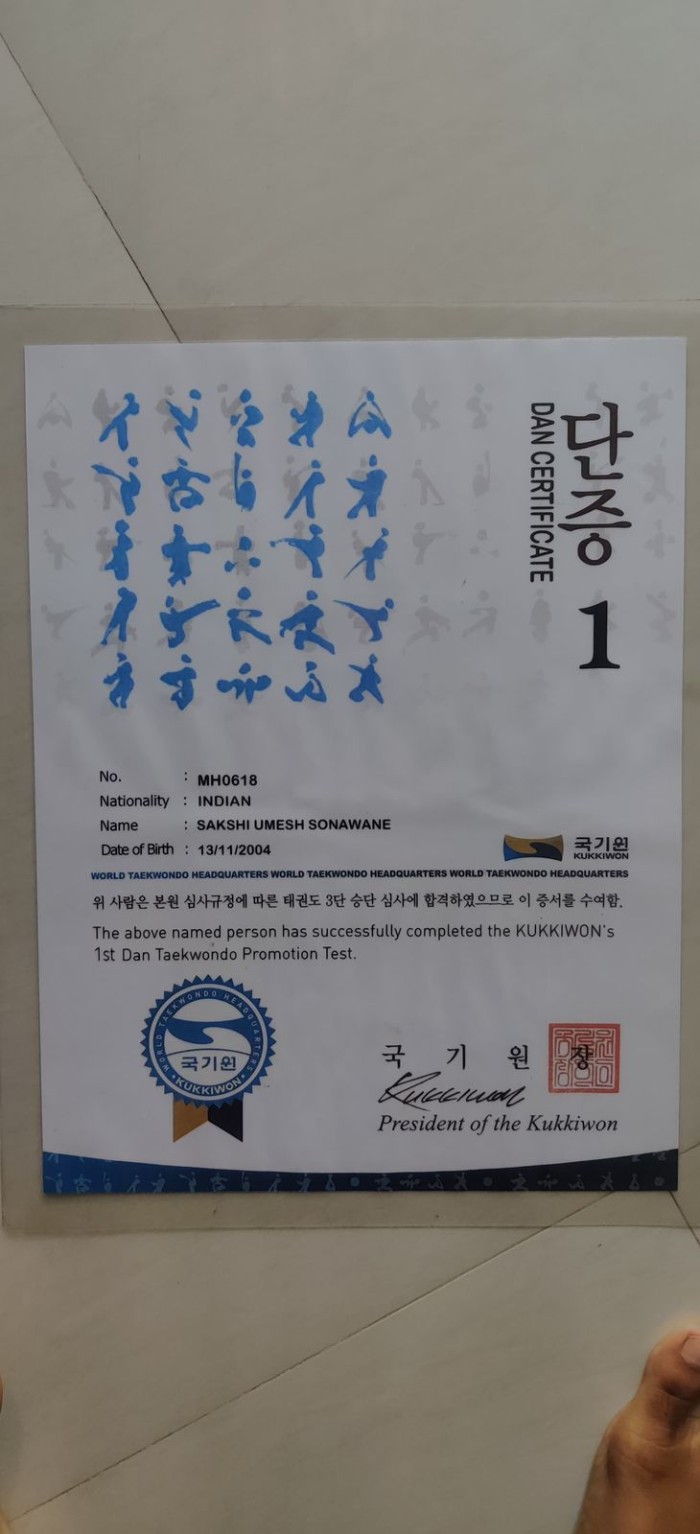 단증
DAN CERTIFICATE
1
No. : MH0618
Nationality : INDIAN
Name : SAKSHI UMESH SONAWANE
Date of Birth : 13/11/2004
국기원
KUKKIWON
WORLD TAEKWONDO HEADQUARTERS WORLD TAEKWONDO HEADQUARTERS WORLD TAEKWONDO HEADQUARTERS
위 사람은 본원 심사규정에 따른 태권도 3단 승단 심사에 합격하였으므로 이 증서를 수여함.
The above named person has successfully completed the KUKKIWON's
1st Dan Taekwondo Promotion Test.
WORLD TAEKWONDO HEADQUARTERS
국기원
KUKKIWON
국 기 원 장
Kukkiwon
President of the Kukkiwon